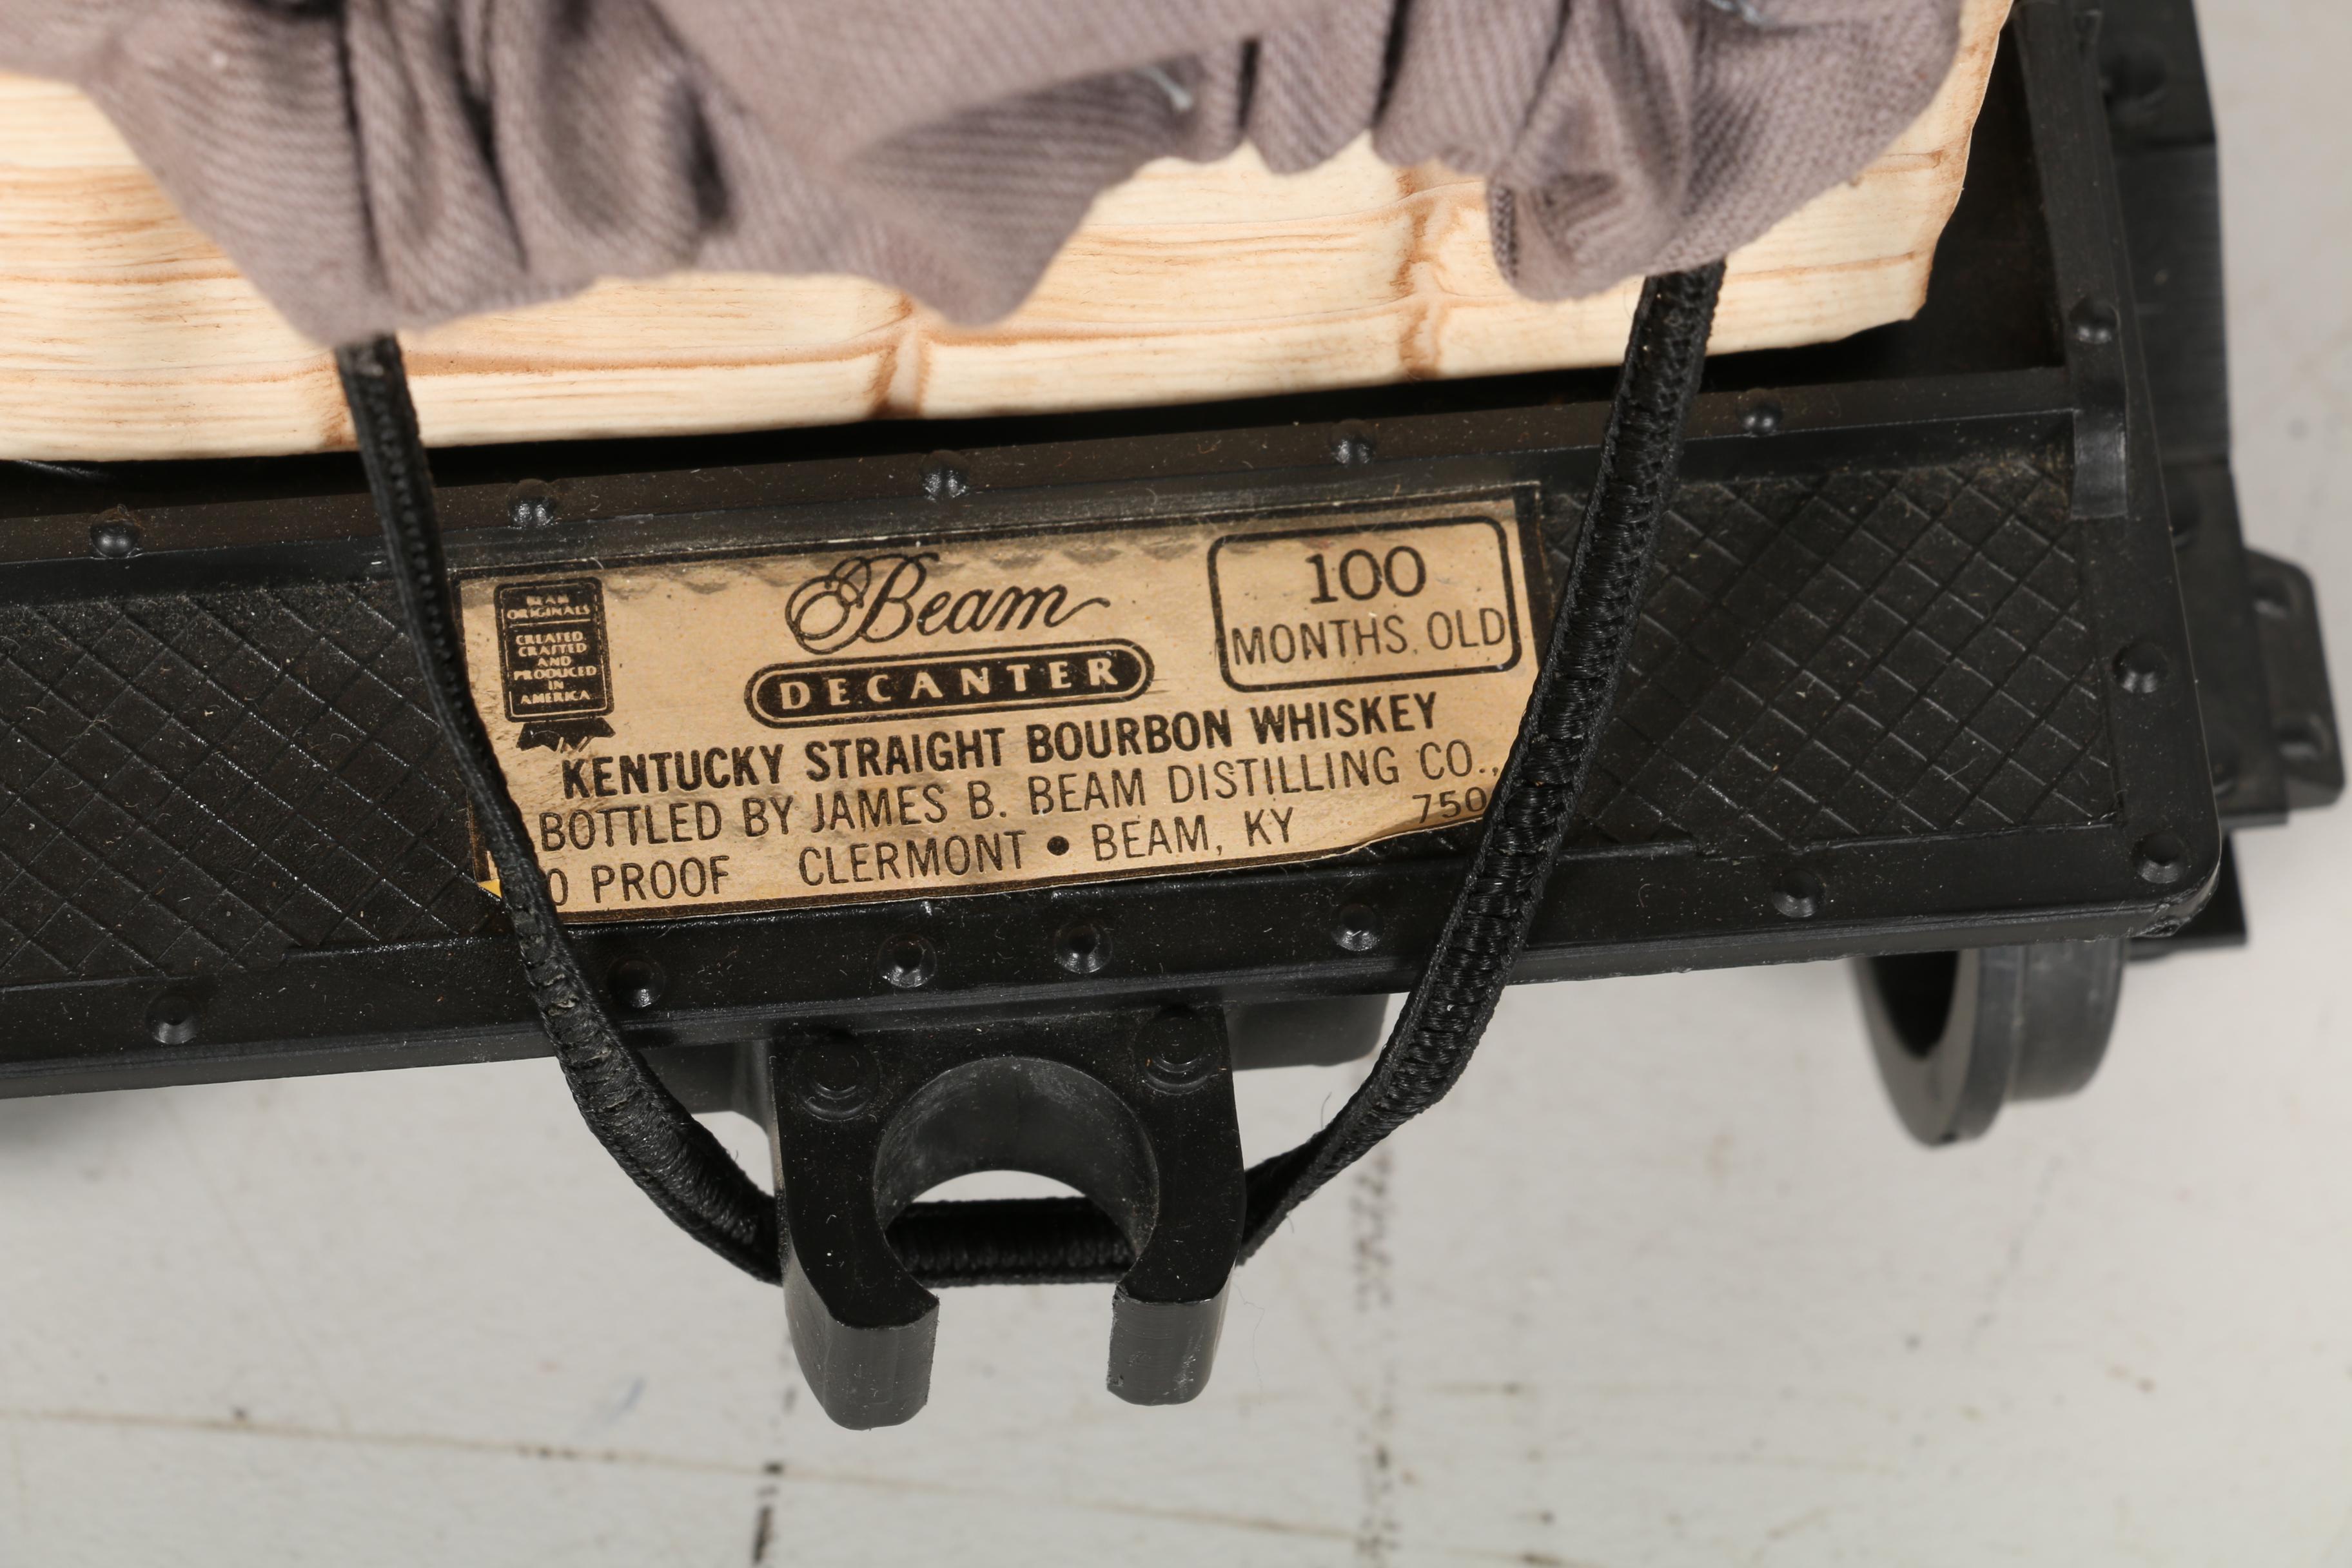 BEAM
ORIGINALS
CREATED
CRAFTED
AND
PRODUCED
IN
AMERICA
Beam
DECANTER
100
MONTHS OLD
KENTUCKY STRAIGHT BOURBON WHISKEY
BOTTLED BY JAMES B. BEAM DISTILLING CO.,
0 PROOF CLERMONT • BEAM, KY 750